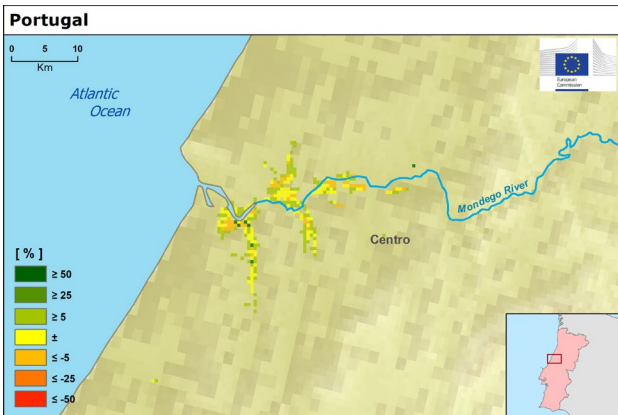 Portugal
0 5 10
Km
Atlantic
Ocean
European
Commission
Mondego River
Centro
[ % ]
≥ 50
≥ 25
≥ 5
±
≤ -5
≤ -25
≤ -50